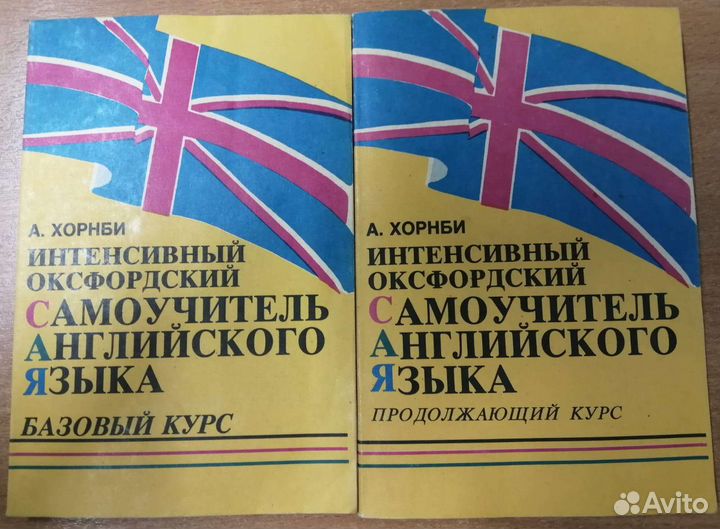 А. ХОРНБИ
ИНТЕНСИВНЫЙ
ОКСФОРДСКИЙ
САМОУЧИТЕЛЬ
АНГЛИЙСКОГО
ЯЗЫКА
БАЗОВЫЙ КУРС
А. ХОРНБИ
ИНТЕНСИВНЫЙ
ОКСФОРДСКИЙ
САМОУЧИТЕЛЬ
АНГЛИЙСКОГО
ЯЗЫКА
ПРОДОЛЖАЮЩИЙ КУРС
Avito